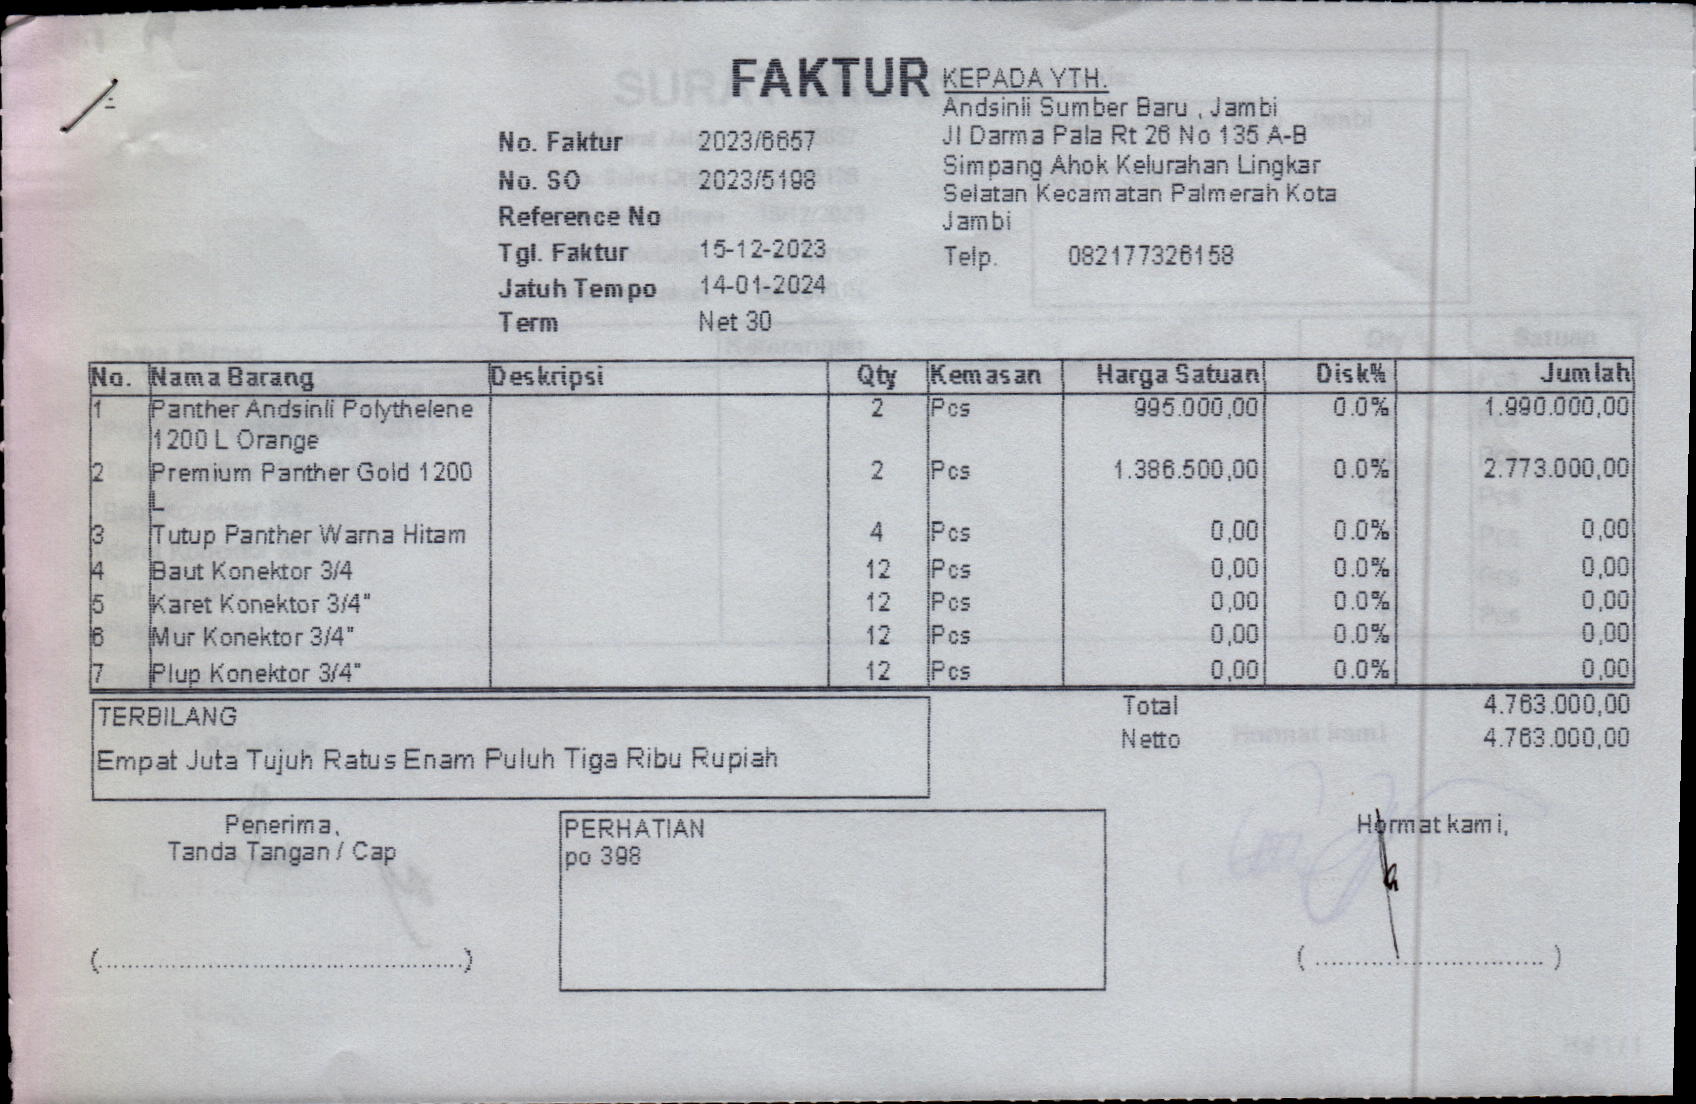 FAKTUR
KEPADA YTH.
Andsinli Sumber Baru , Jambi
Jl Darma Pala Rt 26 No 135 A-B
Simpang Ahok Kelurahan Lingkar
Selatan Kecamatan Palmerah Kota
Jambi
Telp. 082177326158
No. Faktur 2023/6657
No. SO 2023/5198
Reference No
Tgl. Faktur 15-12-2023
Jatuh Tempo 14-01-2024
Term Net 30
No. Nama Barang Deskripsi Qty Kemasan Harga Satuan Disk% Jumlah
1 Panther Andsinli Polythelene 2 Pcs 995.000,00 0.0% 1.990.000,00
1200 L Orange
2 Premium Panther Gold 1200 2 Pcs 1.386.500,00 0.0% 2.773.000,00
L
3 Tutup Panther Warna Hitam 4 Pcs 0,00 0.0% 0,00
4 Baut Konektor 3/4 12 Pcs 0,00 0.0% 0,00
5 Karet Konektor 3/4" 12 Pcs 0,00 0.0% 0,00
6 Mur Konektor 3/4" 12 Pcs 0,00 0.0% 0,00
7 Plup Konektor 3/4" 12 Pcs 0,00 0.0% 0,00
Total 4.763.000,00
Netto 4.763.000,00
TERBILANG
Empat Juta Tujuh Ratus Enam Puluh Tiga Ribu Rupiah
Penerima,
Tanda Tangan / Cap
(..................................................)
PERHATIAN
po 398
Hormat kami,
( ................................ )